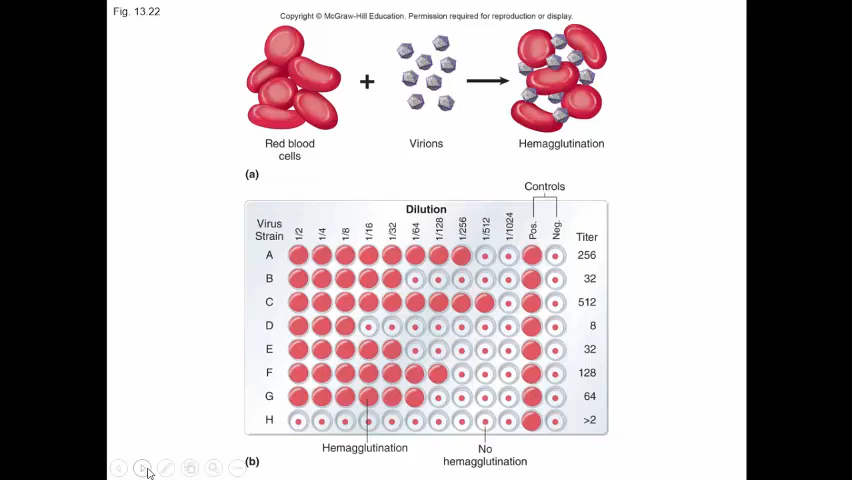 Fig. 13.22
Copyright © McGraw-Hill Education. Permission required for reproduction or display.
Red blood
cells
Virions
Hemagglutination
(a)
Controls
Dilution
Virus
Strain
1/2
1/4
1/8
1/16
1/32
1/64
1/128
1/256
1/512
1/1024
Pos.
Neg.
Titer
A 256
B 32
C 512
D 8
E 32
F 128
G 64
H >2
Hemagglutination
No
hemagglutination
(b)